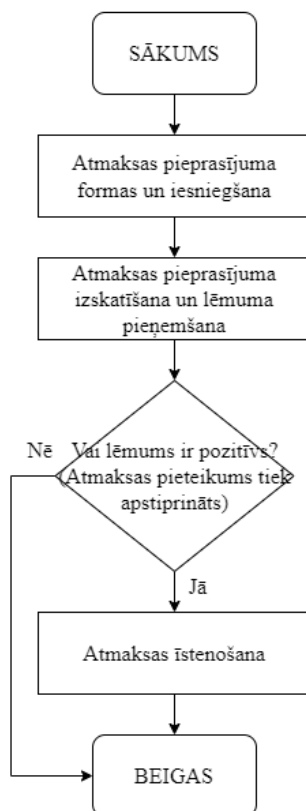 SĀKUMS
Atmaksas pieprasījuma
formas un iesniegšana
Atmaksas pieprasījuma
izskatīšana un lēmuma
pieņemšana
Nē
Vai lēmums ir pozitīvs?
(Atmaksas pieteikums tiek
apstiprināts)
Jā
Atmaksas īstenošana
BEIGAS